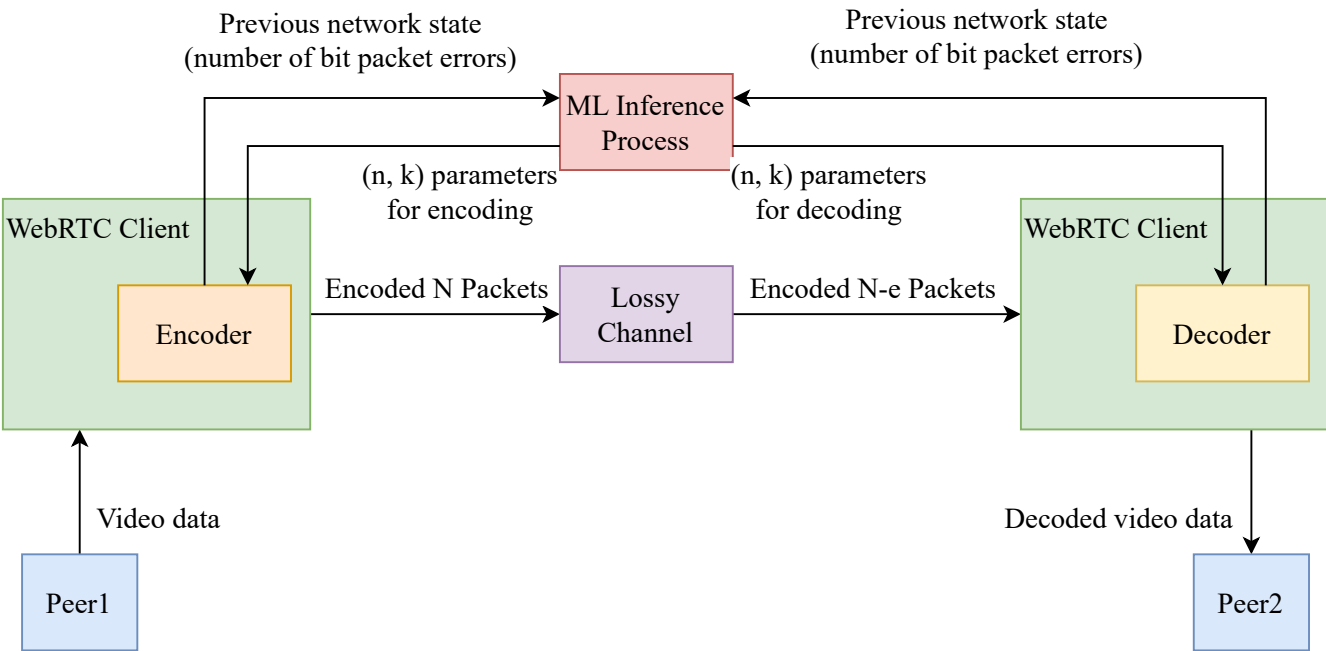 Previous network state
(number of bit packet errors)
Previous network state
(number of bit packet errors)
ML Inference
Process
(n, k) parameters
for encoding
(n, k) parameters
for decoding
WebRTC Client
WebRTC Client
Encoder
Encoded N Packets
Lossy
Channel
Encoded N-e Packets
Decoder
Video data
Decoded video data
Peer1
Peer2